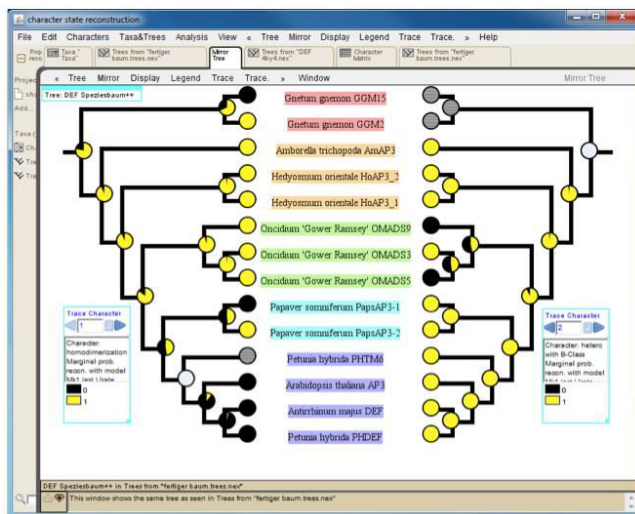 character state reconstruction
File Edit Characters Taxa&Trees Analysis View « Tree Mirror Display Legend Trace Trace. » Help
Taxa "
Taxa"
Trees from "fertiger
baum.trees.nex"
Mirror
Tree
Trees from "DEF
4by4.nex"
Character
Matrix
Trees from "fertiger
baum.trees.nex"
« Tree Mirror Display Legend Trace Trace. » Window Mirror Tree
Tree: DEF Speziesbaum++
Add...
Gnetum gnemon GGM15
Gnetum gnemon GGM2
Amborella trichopoda AmAP3
Hedyosmum orientale HoAP3_2
Hedyosmum orientale HoAP3_1
Oncidium 'Gower Ramsey' OMADS9
Oncidium 'Gower Ramsey' OMADS3
Oncidium 'Gower Ramsey' OMADS5
Papaver somniferum PapsAP3-1
Papaver somniferum PapsAP3-2
Petunia hybrida PHTM6
Arabidopsis thaliana AP3
Antirrhinum majus DEF
Petunia hybrida PHDEF
Trace Character
1
Character:
homodimerization
Marginal prob.
recon. with model
0
1
Trace Character
2
Character: hetero
with B-Class
Marginal prob.
recon. with model
0
1
DEF Speziesbaum++ in Trees from "fertiger baum.trees.nex"
This window shows the same tree as seen in Trees from "fertiger baum.trees.nex"